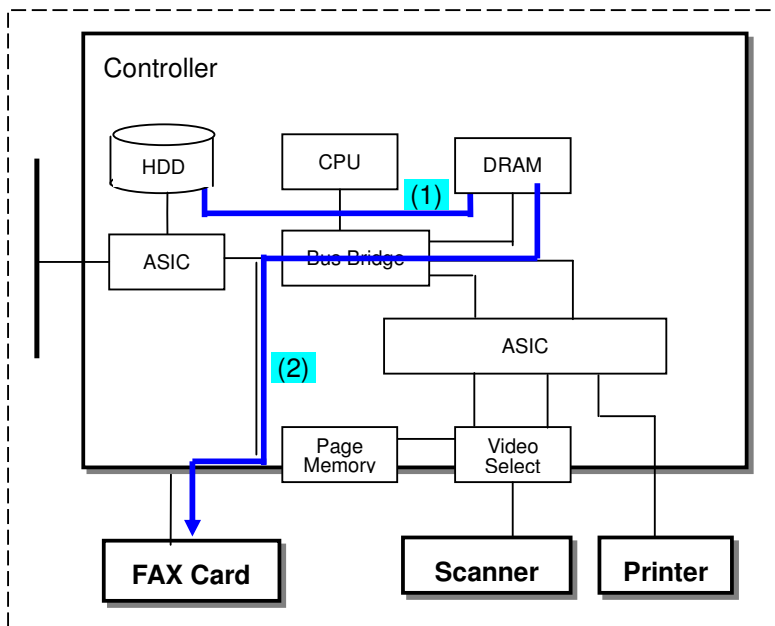 Controller
HDD
CPU
DRAM
(1)
ASIC
Bus Bridge
ASIC
(2)
Page
Memory
Video
Select
FAX Card
Scanner
Printer